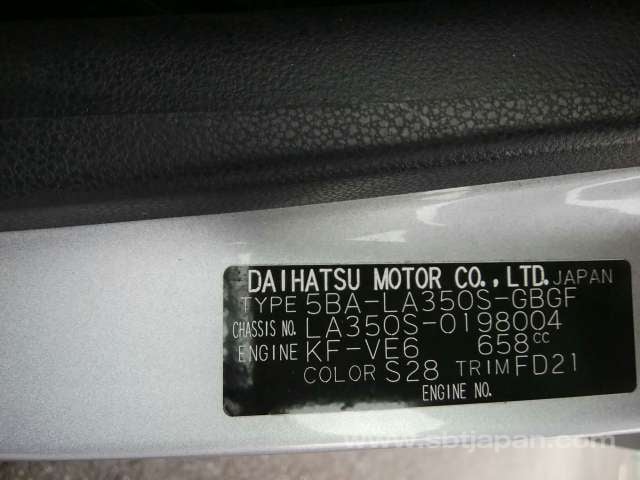 DAIHATSU MOTOR CO., LTD. JAPAN
TYPE 5BA-LA350S-GBGF
CHASSIS NO. LA350S-0198004
ENGINE KF-VE6 658cc
COLOR S28 TRIM FD21
ENGINE NO.
www.sbtjapan.com